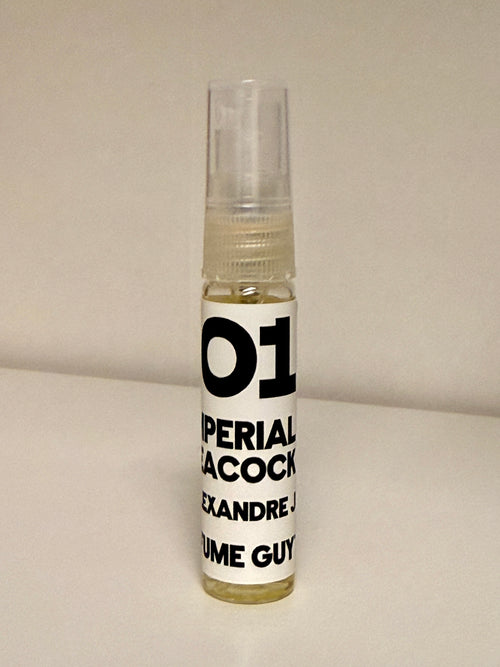 01
IPERIAL
EACOCK
EXANDRE J
UME GUY